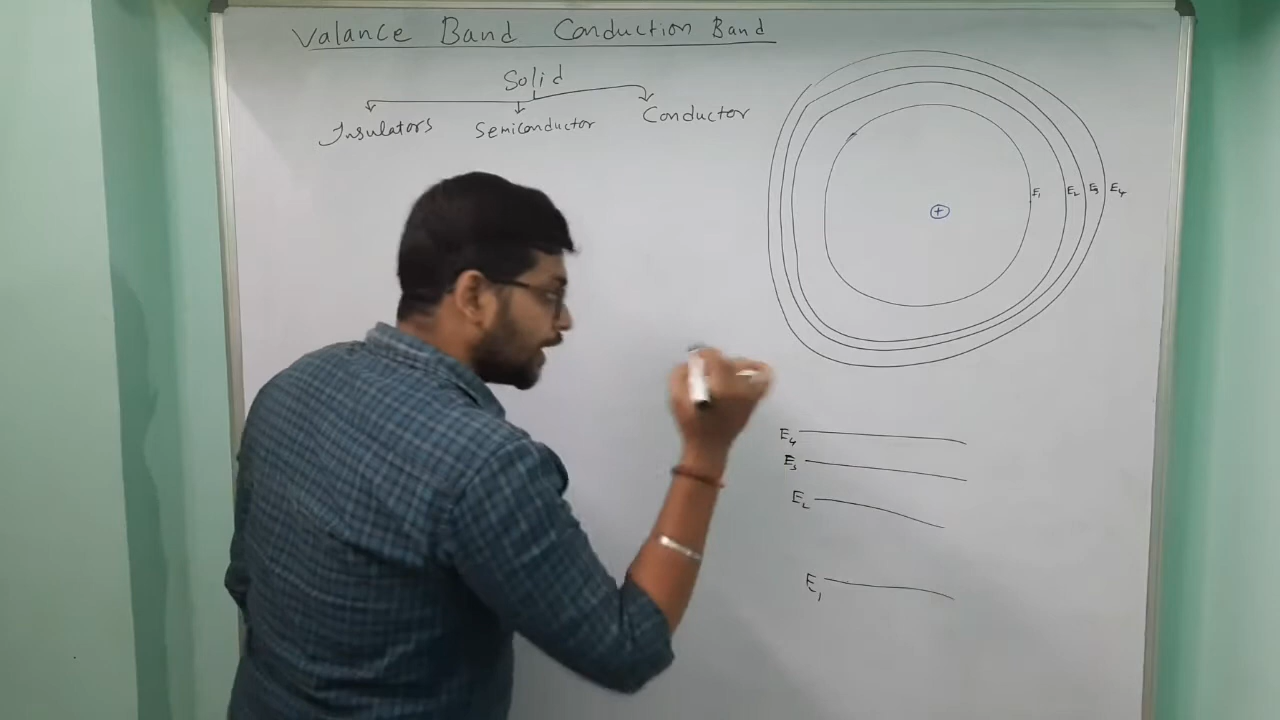 Valance Band Conduction Band
Solid
Insulators Semiconductor Conductor
E1 E2 E3 E4
+
E4
E3
E2
E1